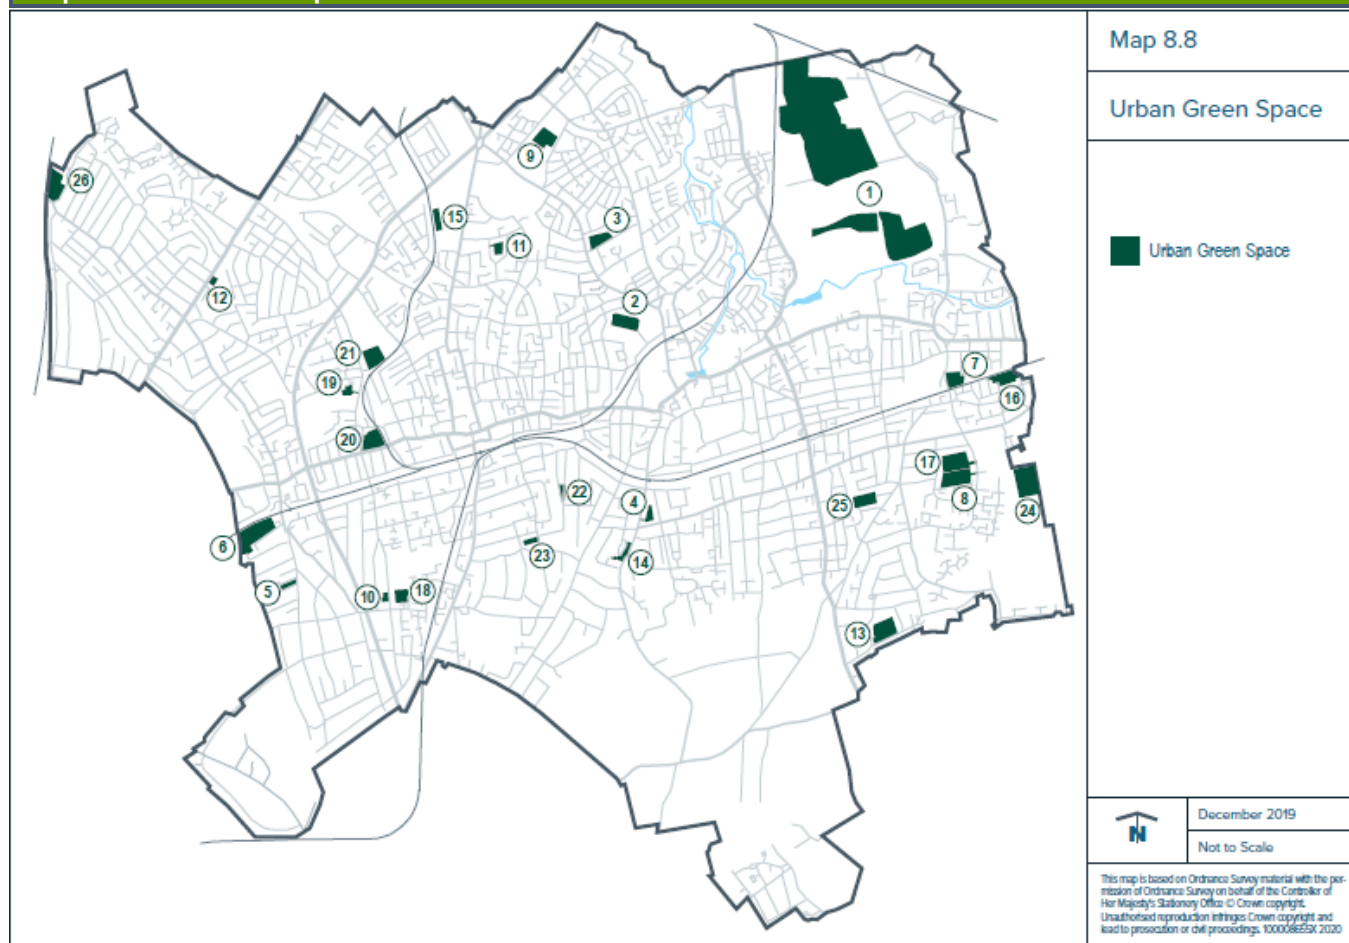 Map 8.8
Urban Green Space
Urban Green Space
9
26
1
15
3
11
12
2
21
7
19
16
20
17
22
4
25
8
24
6
23
14
5
10
18
13
N
December 2019
Not to Scale
This map is based on Ordnance Survey material with the per-
mission of Ordnance Survey on behalf of the Controller of
Her Majesty's Stationery Office © Crown copyright.
Unauthorised reproduction infringes Crown copyright and
lead to prosecution or civil proceedings. 100008655X 2020